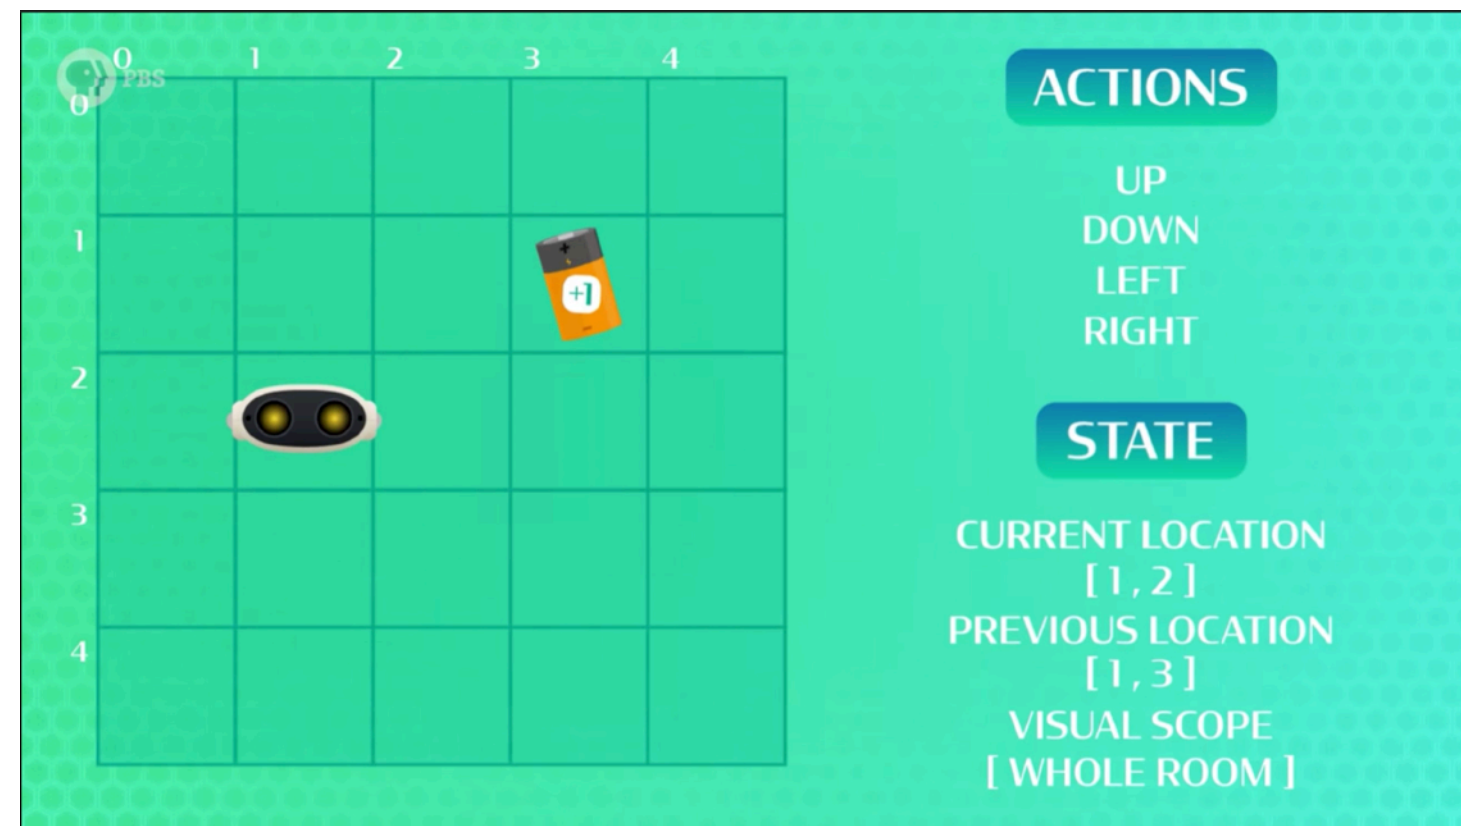 0 1 2 3 4
PBS
0
1
2
3
4
+
+1
ACTIONS
UP
DOWN
LEFT
RIGHT
STATE
CURRENT LOCATION
[ 1 , 2 ]
PREVIOUS LOCATION
[ 1 , 3 ]
VISUAL SCOPE
[ WHOLE ROOM ]